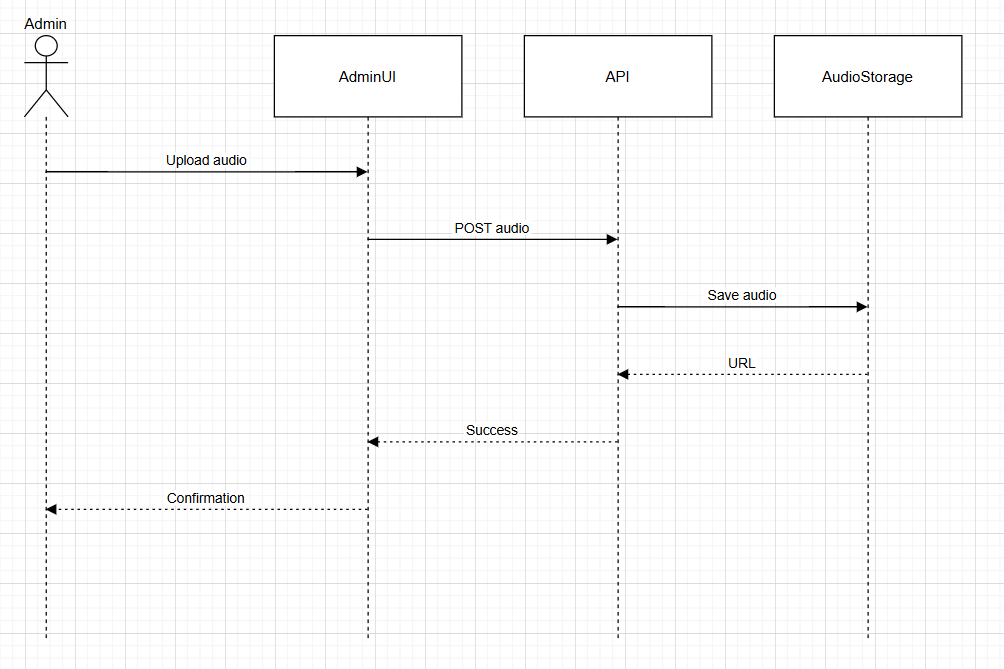 Admin
AdminUI
API
AudioStorage
Upload audio
POST audio
Save audio
URL
Success
Confirmation